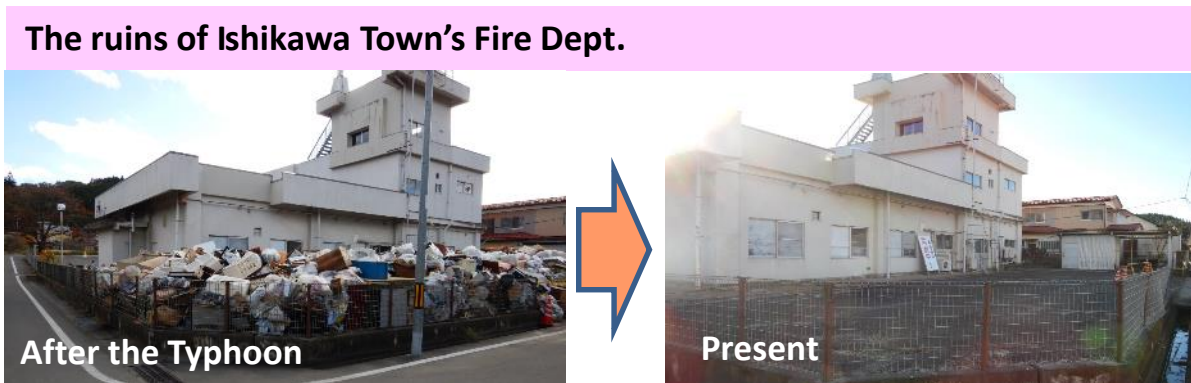 The ruins of Ishikawa Town's Fire Dept.
After the Typhoon
Present